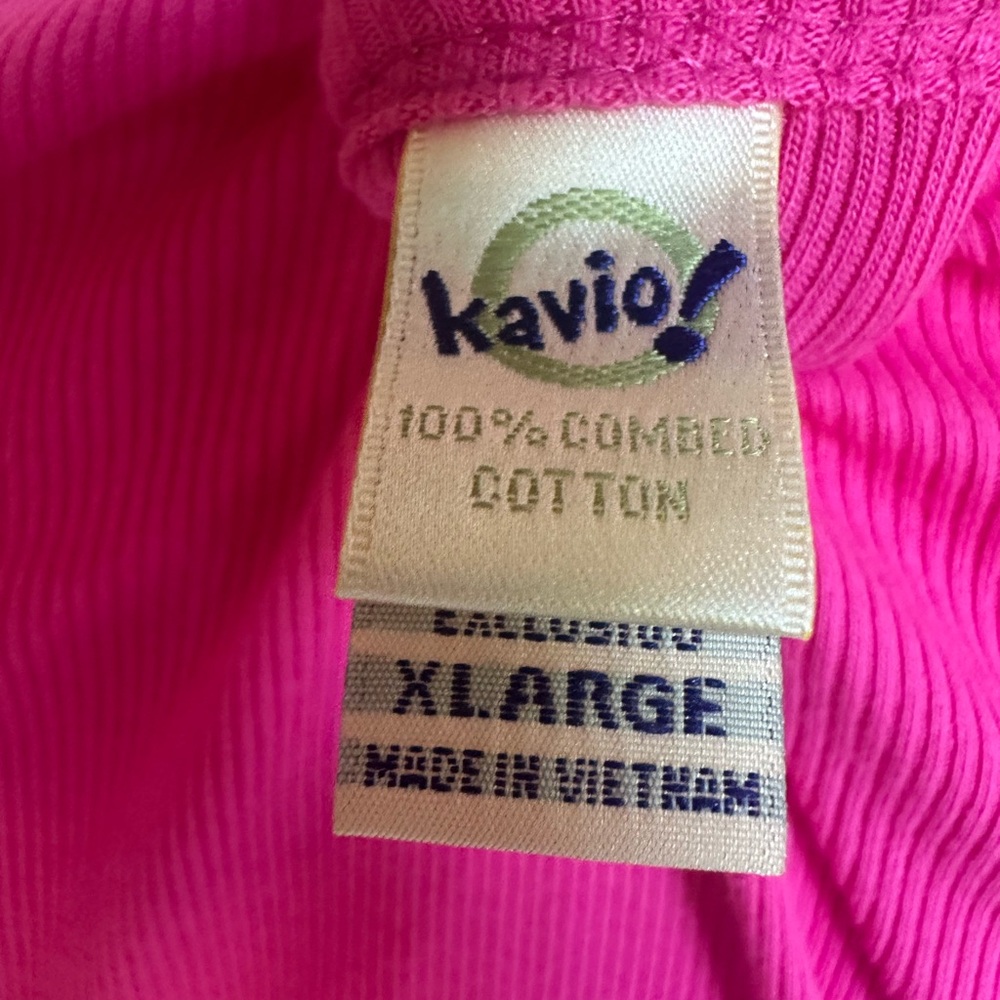 kavio!
100% COMBED
COTTON
XLARGE
MADE IN VIETNAM